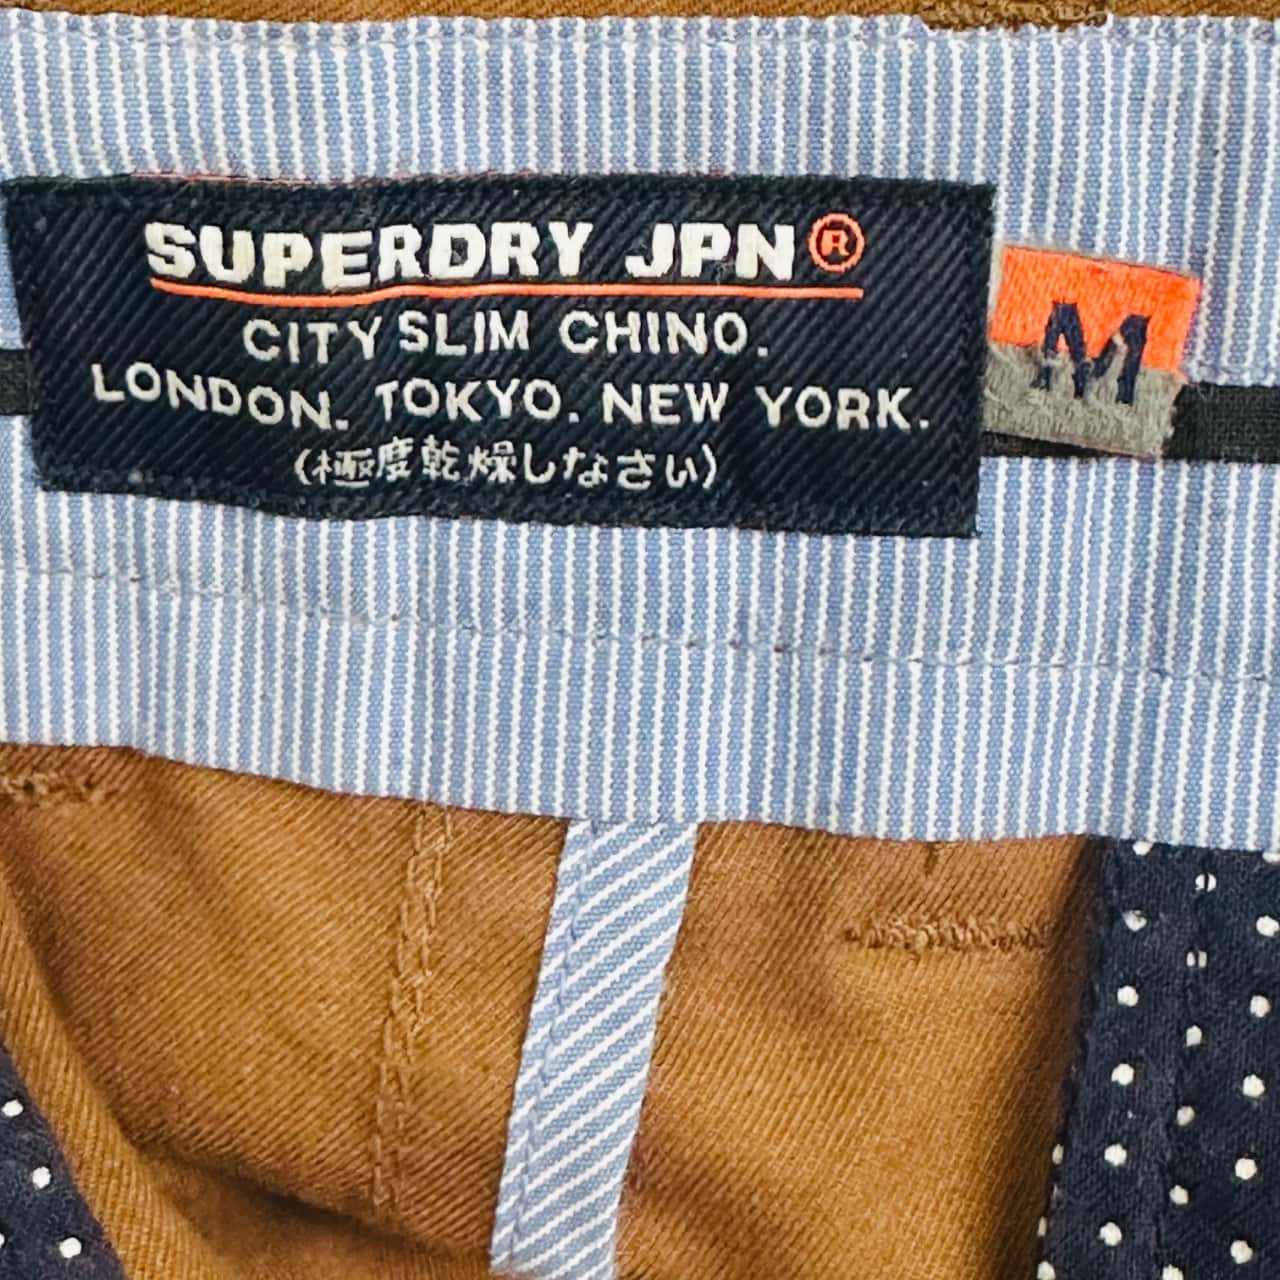 SUPERDRY JPN®
CITY SLIM CHINO.
LONDON. TOKYO. NEW YORK.
(極度乾燥しなさい)
M